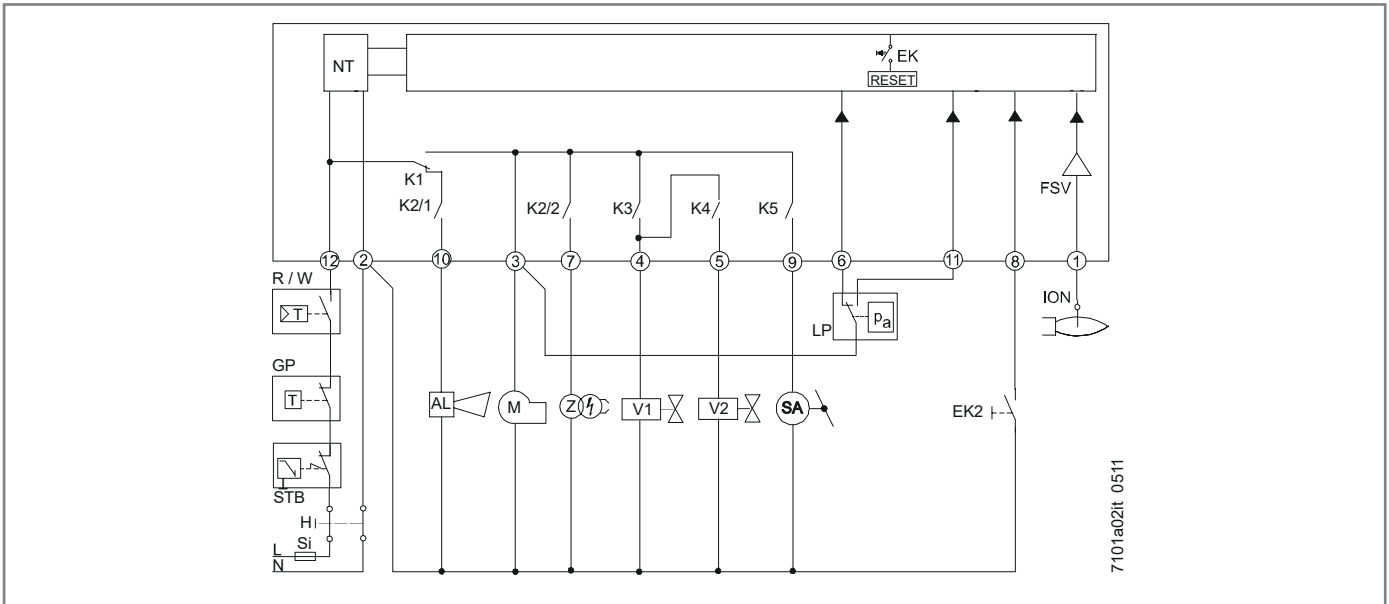 NT
EK
RESET
FSV
K1
K2/1
K2/2
K3
K4
K5
12
2
10
3
7
4
5
9
6
11
8
1
R / W
T
GP
T
STB
H
Si
L
N
AL
M
Z
V1
V2
SA
LP
pa
ION
EK2
7101a02it 0511